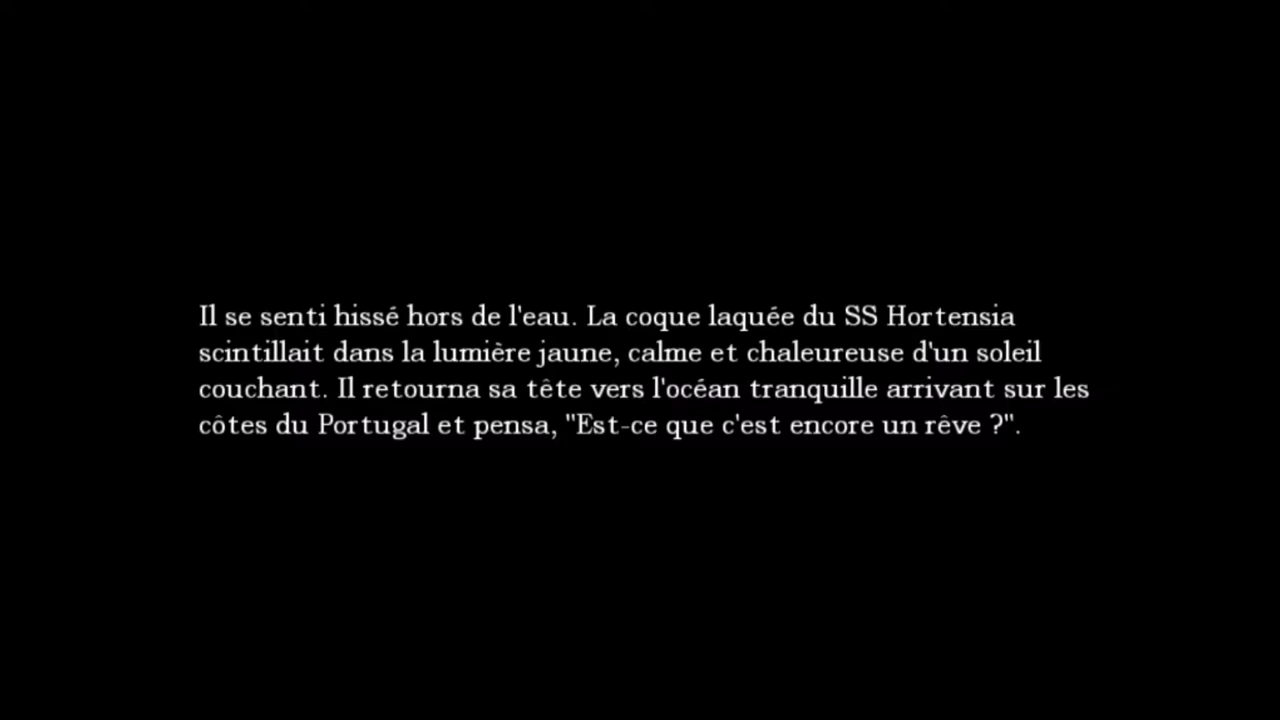 Il se senti hissé hors de l'eau. La coque laquée du SS Hortensia
scintillait dans la lumière jaune, calme et chaleureuse d'un soleil
couchant. Il retourna sa tête vers l'océan tranquille arrivant sur les
côtes du Portugal et pensa, "Est-ce que c'est encore un rêve ?".